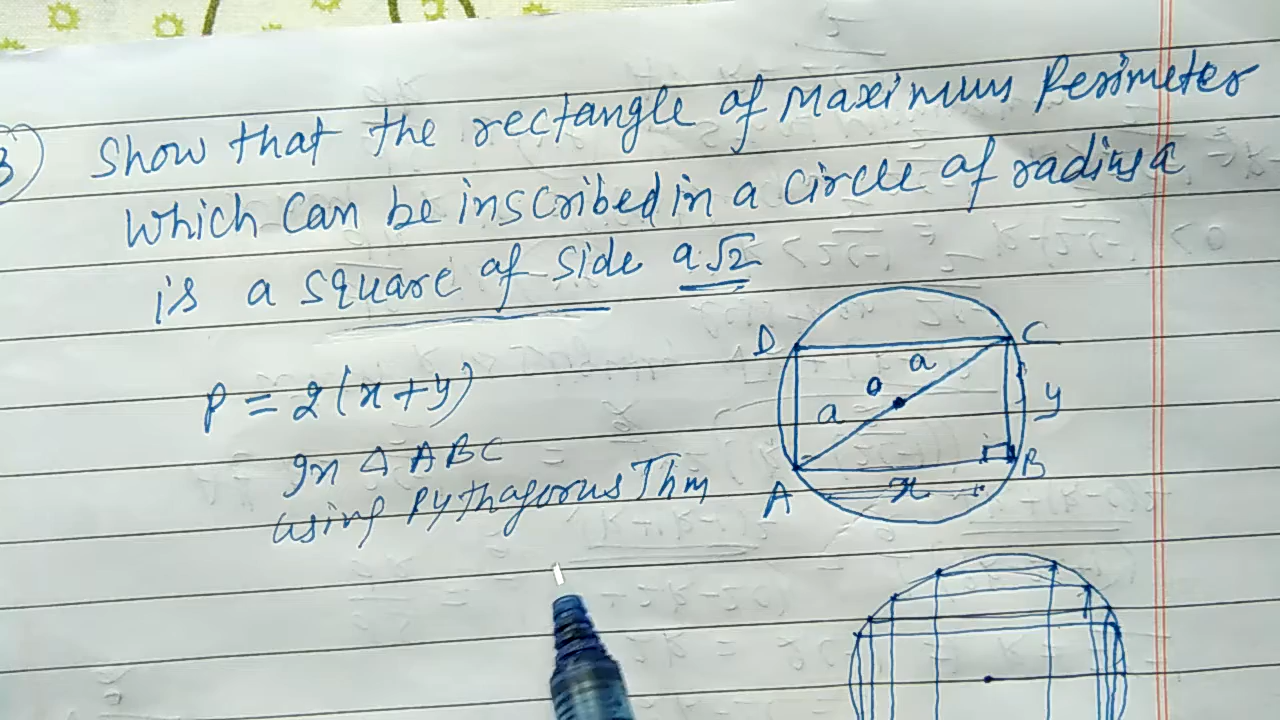 3) Show that the rectangle of Maximum Perimeter
which can be inscribed in a circle of radius a
is a square of side a√2
P = 2(x+y)
In △ ABC
using Pythagorus Thm
D C
a
o
a y
A x B